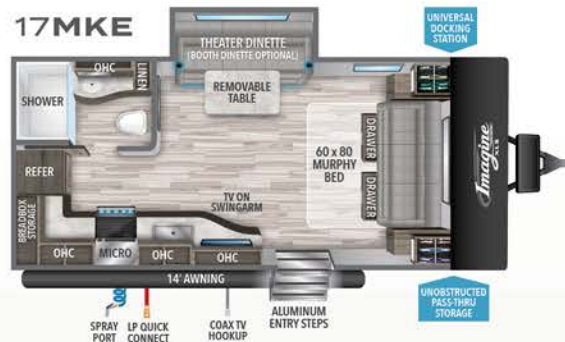 17MKE
UNIVERSAL
DOCKING
STATION
THEATER DINETTE
(BOOTH DINETTE OPTIONAL)
OHC
LINEN
SHOWER
REMOVABLE
TABLE
DRAWER
60 x 80
MURPHY
BED
DRAWER
Imagine
XLS
REFER
TV ON
SWINGARM
BREADBOX
STORAGE
OHC
MICRO
OHC
OHC
14' AWNING
SPRAY
PORT
LP QUICK
CONNECT
COAX TV
HOOKUP
ALUMINUM
ENTRY STEPS
UNOBSTRUCTED
PASS-THRU
STORAGE